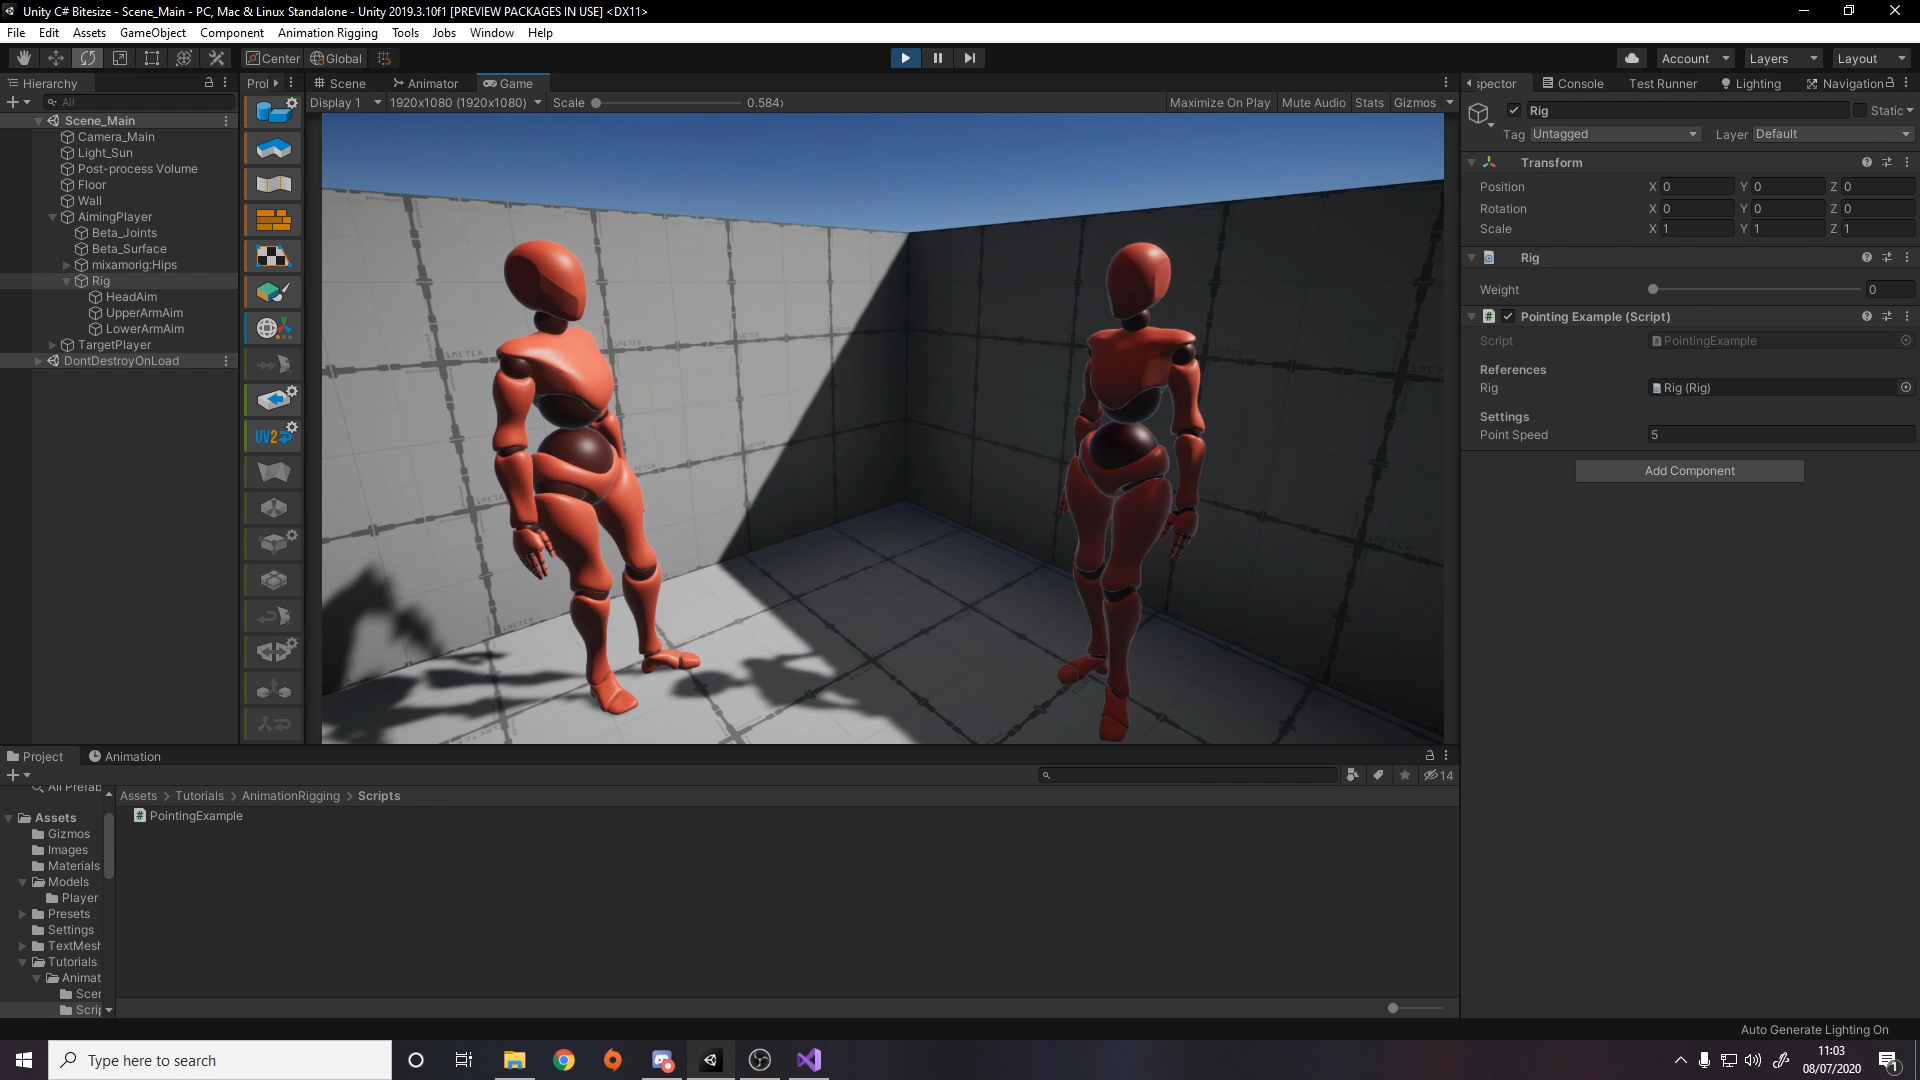 Unity C# Bitesize - Scene_Main - PC, Mac & Linux Standalone - Unity 2019.3.10f1 [PREVIEW PACKAGES IN USE] <DX11>
File Edit Assets GameObject Component Animation Rigging Tools Jobs Window Help
Center Global Account Layers Layout
Hierarchy
All
Scene_Main
Camera_Main
Light_Sun
Post-process Volume
Floor
Wall
AimingPlayer
Beta_Joints
Beta_Surface
mixamorig:Hips
Rig
HeadAim
UpperArmAim
LowerArmAim
TargetPlayer
DontDestroyOnLoad
UV2
Scene Animator Game
Display 1 1920x1080 (1920x1080) Scale 0.584 Maximize On Play Mute Audio Stats Gizmos
1METER
1METER
1METER
spector Console Test Runner Lighting Navigation
Rig Static
Tag Untagged Layer Default
Transform
Position X 0 Y 0 Z 0
Rotation X 0 Y 0 Z 0
Scale X 1 Y 1 Z 1
Rig
Weight 0
# Pointing Example (Script)
Script PointingExample
References
Rig Rig (Rig)
Settings
Point Speed 5
Add Component
Project Animation
14
All Prefab
Assets
Gizmos
Images
Materials
Models
Player
Presets
Settings
TextMesh
Tutorials
Animat
Scer
Scrip
Assets > Tutorials > AnimationRigging > Scripts
# PointingExample
Auto Generate Lighting On
Type here to search
11:03
08/07/2020
1